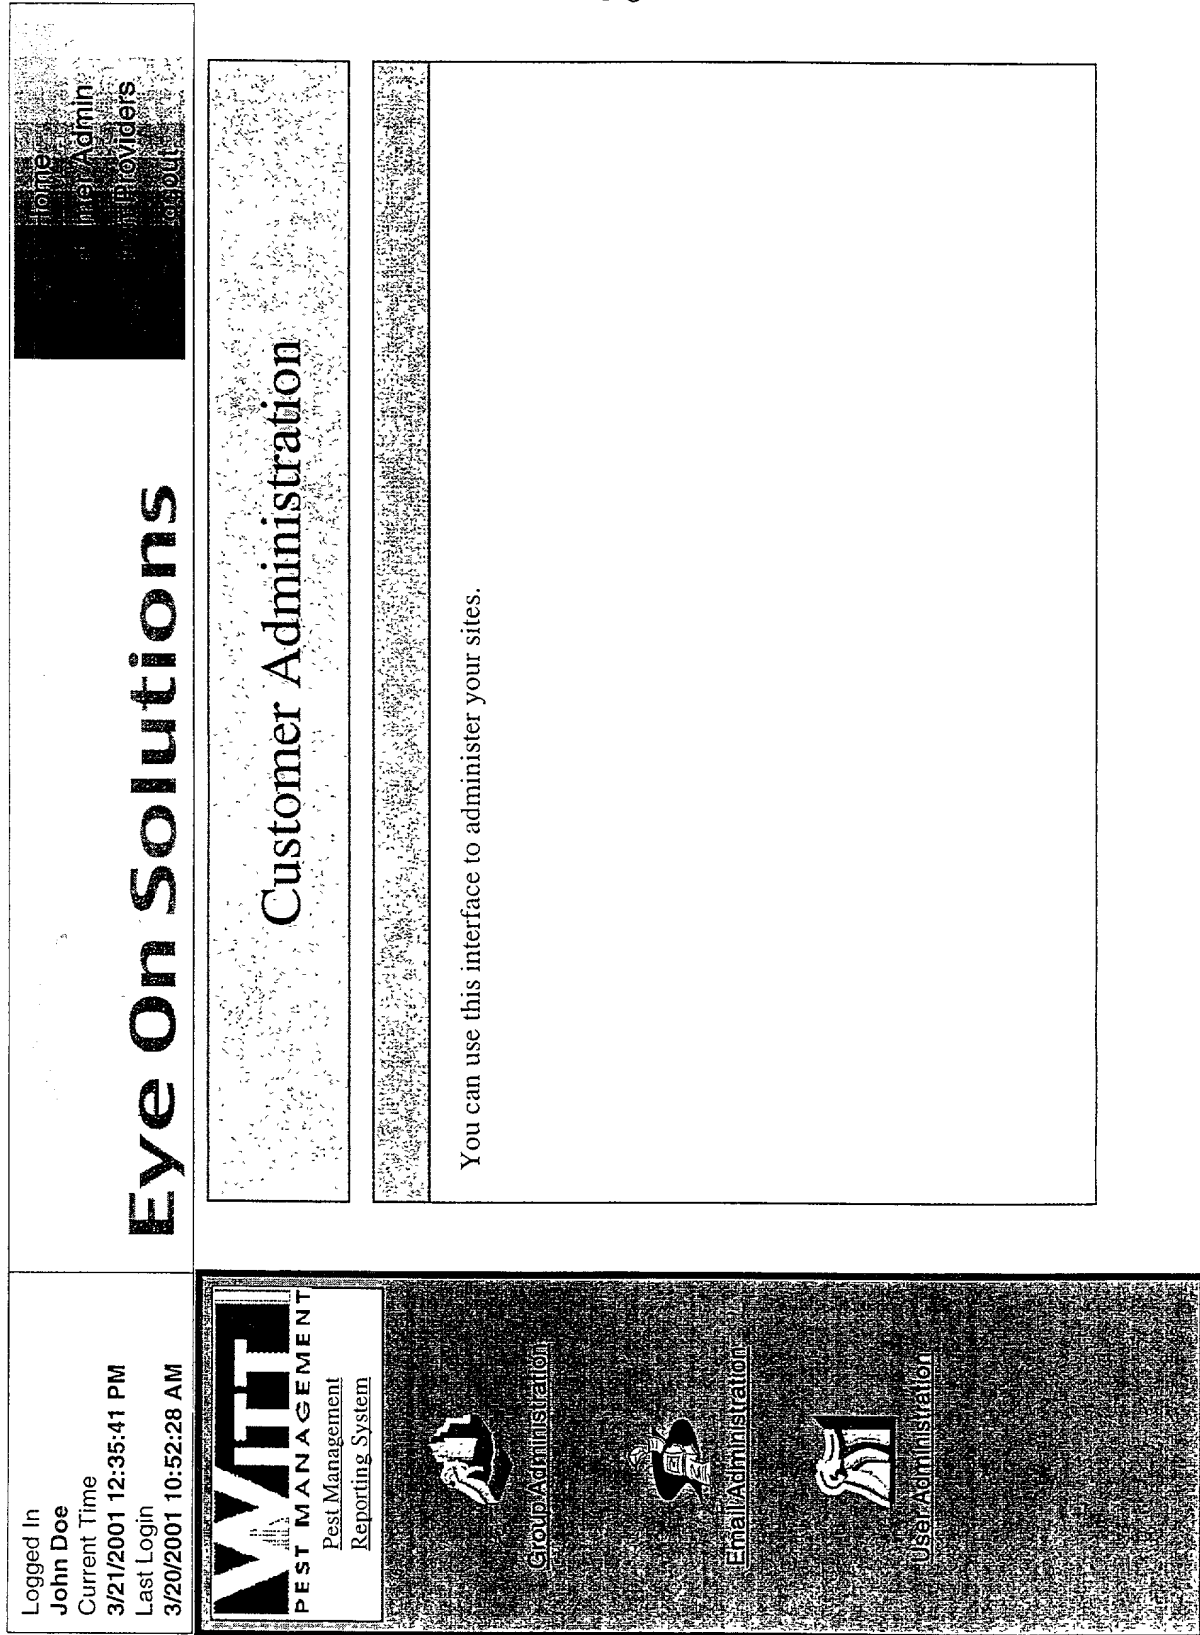 Logged In
John Doe
Current Time
3/21/2001 12:35:41 PM
Last Login
3/20/2001 10:52:28 AM
Eye On Solutions
Home
Admin
Providers
PEST MANAGEMENT
Pest Management
Reporting System
Group Administration
Email Administration
User Administration
Customer Administration
You can use this interface to administer your sites.